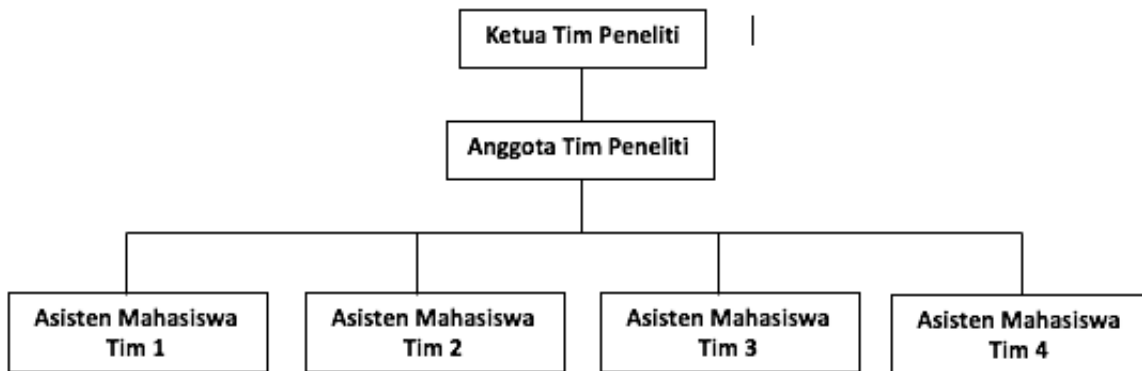 Ketua Tim Peneliti
Anggota Tim Peneliti
Asisten Mahasiswa
Tim 1
Asisten Mahasiswa
Tim 2
Asisten Mahasiswa
Tim 3
Asisten Mahasiswa
Tim 4